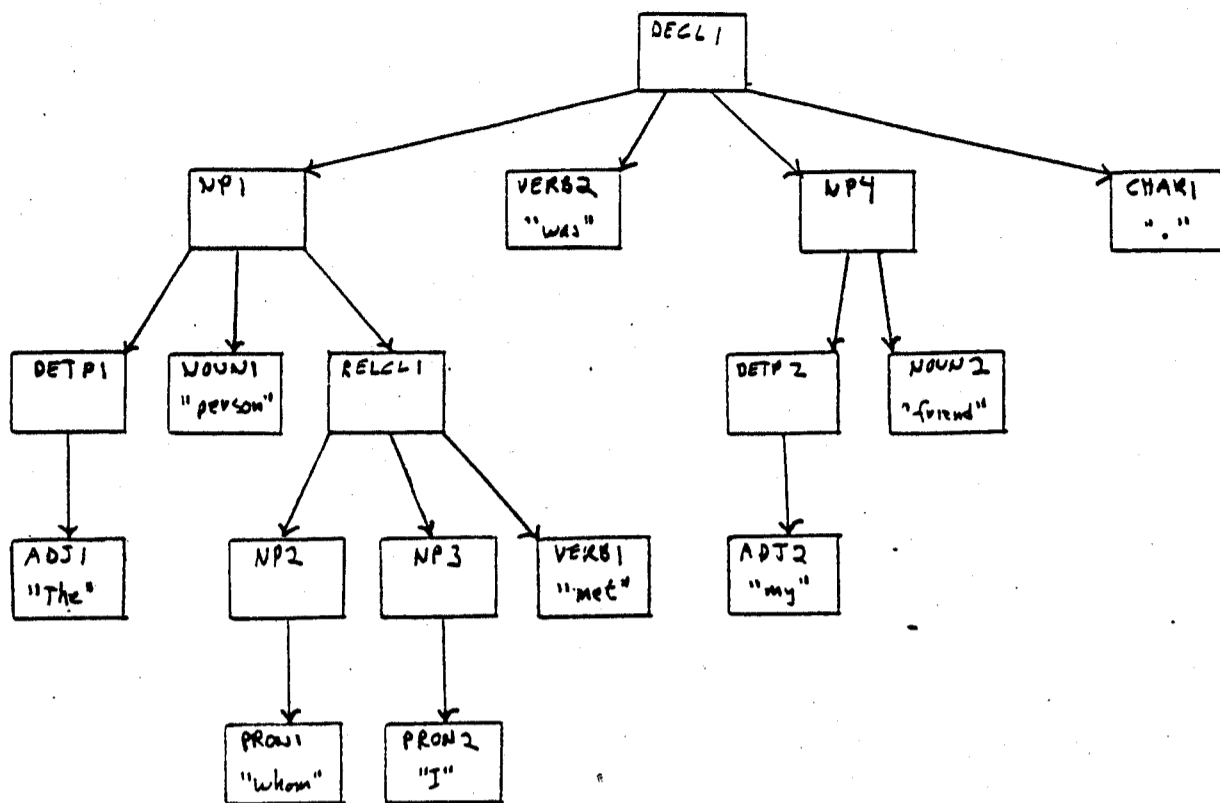 DECL1
NP1
VERB2
"was"
NP4
CHAR1
"."
DETP1
NOUN1
"person"
RELCL1
DETP2
NOUN2
"friend"
ADJ1
"The"
NP2
NP3
VERB1
"met"
ADJ2
"my"
PRON1
"whom"
PRON2
"I"